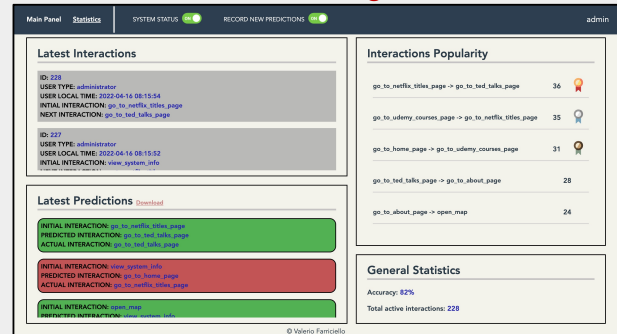 Main Panel Statistics SYSTEM STATUS ON RECORD NEW PREDICTIONS ON admin
Latest Interactions
ID: 228
USER TYPE: administrator
USER LOCAL TIME: 2022-04-16 08:15:54
INTIAL INTERACTION: go_to_netflix_titles_page
NEXT INTERACTION: go_to_ted_talks_page
ID: 227
USER TYPE: administrator
USER LOCAL TIME: 2022-04-16 08:15:52
INTIAL INTERACTION: view_system_info
Latest Predictions Download
INITIAL INTERACTION: go_to_netflix_titles_page
PREDICTED INTERACTION: go_to_ted_talks_page
ACTUAL INTERACTION: go_to_ted_talks_page
INITIAL INTERACTION: view_system_info
PREDICTED INTERACTION: go_to_home_page
ACTUAL INTERACTION: go_to_netflix_titles_page
INITIAL INTERACTION: open_map
PREDICTED INTERACTION: view_system_info
Interactions Popularity
go_to_netflix_titles_page -> go_to_ted_talks_page 36
go_to_udemy_courses_page -> go_to_netflix_titles_page 35
go_to_home_page -> go_to_udemy_courses_page 31
go_to_ted_talks_page -> go_to_about_page 28
go_to_about_page -> open_map 24
General Statistics
Accuracy: 82%
Total active interactions: 228
© Valerio Farriciello